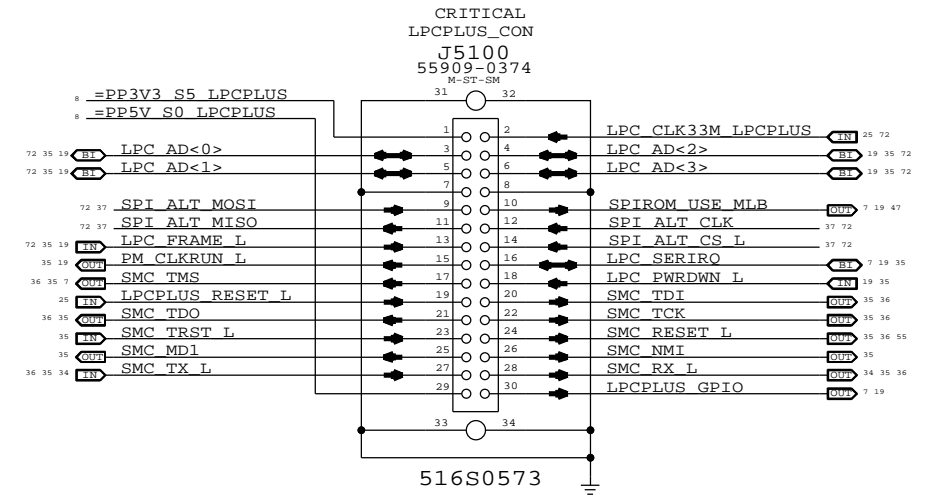 CRITICAL
LPCPLUS_CON
J5100
55909-0374
M-ST-SM
31 32
8 =PP3V3_S5_LPCPLUS
8 =PP5V_S0_LPCPLUS
1 2 LPC_CLK33M_LPCPLUS IN 25 72
72 35 19 BI LPC_AD<0> 3 4 LPC_AD<2> BI 19 35 72
72 35 19 BI LPC_AD<1> 5 6 LPC_AD<3> BI 19 35 72
7 8
72 37 SPI_ALT_MOSI 9 10 SPIROM_USE_MLB OUT 7 19 47
72 37 SPI_ALT_MISO 11 12 SPI_ALT_CLK 37 72
72 35 19 IN LPC_FRAME_L 13 14 SPI_ALT_CS_L 37 72
35 19 OUT PM_CLKRUN_L 15 16 LPC_SERIRQ BI 7 19 35
36 35 7 OUT SMC_TMS 17 18 LPC_PWRDWN_L IN 19 35
25 IN LPCPLUS_RESET_L 19 20 SMC_TDI OUT 35 36
36 35 OUT SMC_TDO 21 22 SMC_TCK OUT 35 36
35 IN SMC_TRST_L 23 24 SMC_RESET_L OUT 35 36 55
35 OUT SMC_MD1 25 26 SMC_NMI OUT 35
36 35 34 IN SMC_TX_L 27 28 SMC_RX_L OUT 34 35 36
29 30 LPCPLUS_GPIO OUT 7 19
33 34
516S0573